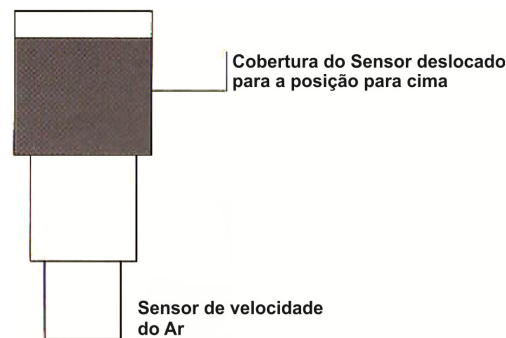 Cobertura do Sensor deslocado
para a posição para cima
Sensor de velocidade
do Ar